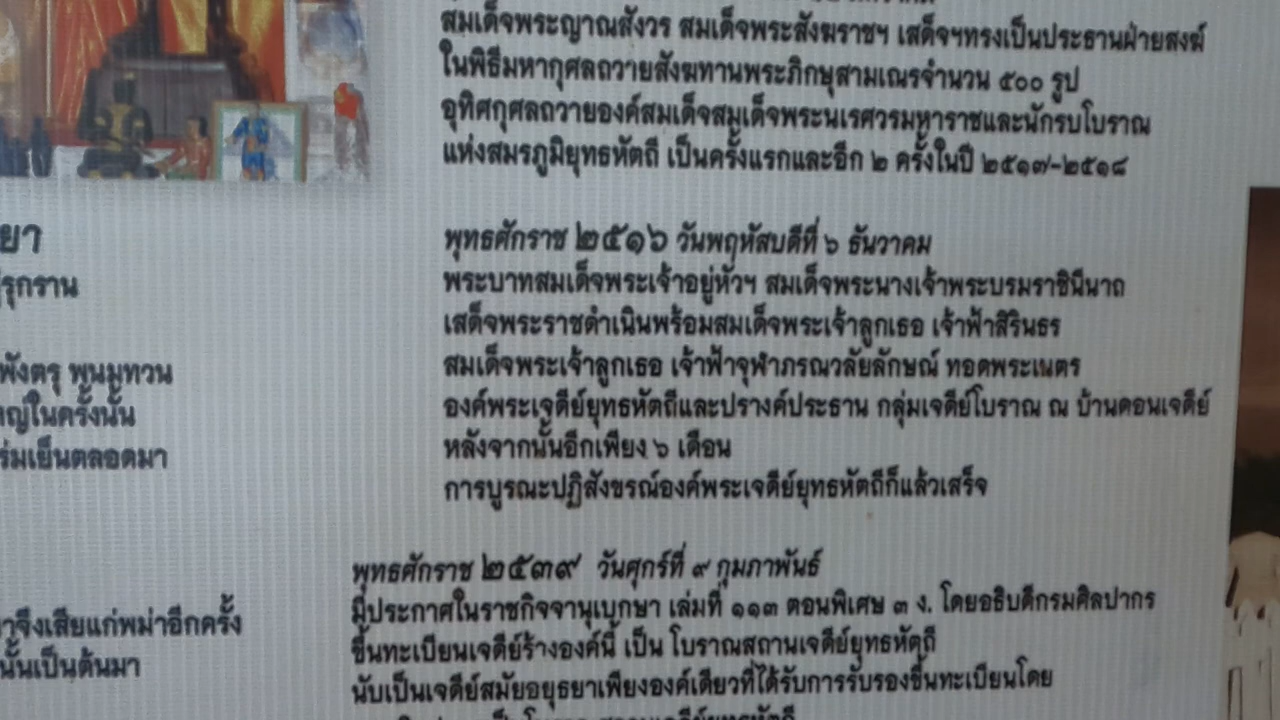 สมเด็จพระญาณสังวร สมเด็จพระสังฆราชฯ เสด็จฯทรงเป็นประธานฝ่ายสงฆ์
ในพิธีมหากุศลถวายสังฆทานพระภิกษุสามเณรจำนวน ๕๐๐ รูป
อุทิศกุศลถวายองค์สมเด็จสมเด็จพระนเรศวรมหาราชและนักรบโบราณ
แห่งสมรภูมิยุทธหัตถี เป็นครั้งแรกและอีก ๒ ครั้งในปี ๒๕๑๗-๒๕๑๘
พุทธศักราช ๒๕๑๖ วันพฤหัสบดีที่ ๖ ธันวาคม
พระบาทสมเด็จพระเจ้าอยู่หัวฯ สมเด็จพระนางเจ้าพระบรมราชินีนาถ
เสด็จพระราชดำเนินพร้อมสมเด็จพระเจ้าลูกเธอ เจ้าฟ้าสิรินธร
สมเด็จพระเจ้าลูกเธอ เจ้าฟ้าจุฬาภรณวลัยลักษณ์ ทอดพระเนตร
องค์พระเจดีย์ยุทธหัตถีและปรางค์ประธาน กลุ่มเจดีย์โบราณ ณ บ้านดอนเจดีย์
หลังจากนั้นอีกเพียง ๖ เดือน
การบูรณะปฏิสังขรณ์องค์พระเจดีย์ยุทธหัตถีก็แล้วเสร็จ
พุทธศักราช ๒๕๓๙ วันศุกร์ที่ ๙ กุมภาพันธ์
มีประกาศในราชกิจจานุเบกษา เล่มที่ ๑๑๓ ตอนพิเศษ ๓ ง. โดยอธิบดีกรมศิลปากร
ขึ้นทะเบียนเจดีย์ร้างองค์นี้ เป็น โบราณสถานเจดีย์ยุทธหัตถี
นับเป็นเจดีย์สมัยอยุธยาเพียงองค์เดียวที่ได้รับการรับรองขึ้นทะเบียนโดย
ยา
รุกราน
พังตรุ พนมทวน
ในครั้งนั้น
ร่มเย็นตลอดมา
จึงเสียแก่พม่าอีกครั้ง
นั้นเป็นต้นมา